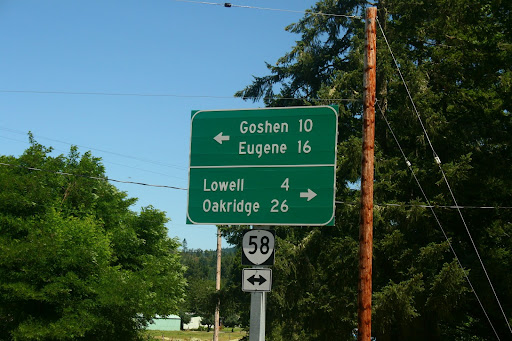 Goshen 10
Eugene 16
Lowell 4
Oakridge 26
58